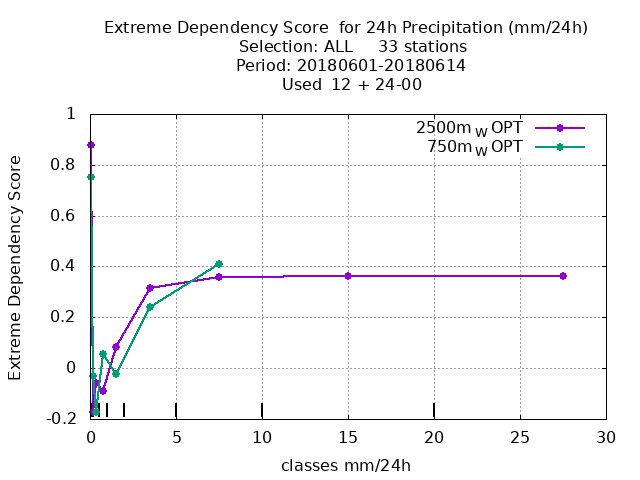 Extreme Dependency Score  for 24h Precipitation (mm/24h)
Selection: ALL     33 stations
Period: 20180601-20180614
Used  12 + 24-00
2500m_W OPT
750m_W OPT
Extreme Dependency Score
1
0.8
0.6
0.4
0.2
0
-0.2
0 5 10 15 20 25 30
classes mm/24h